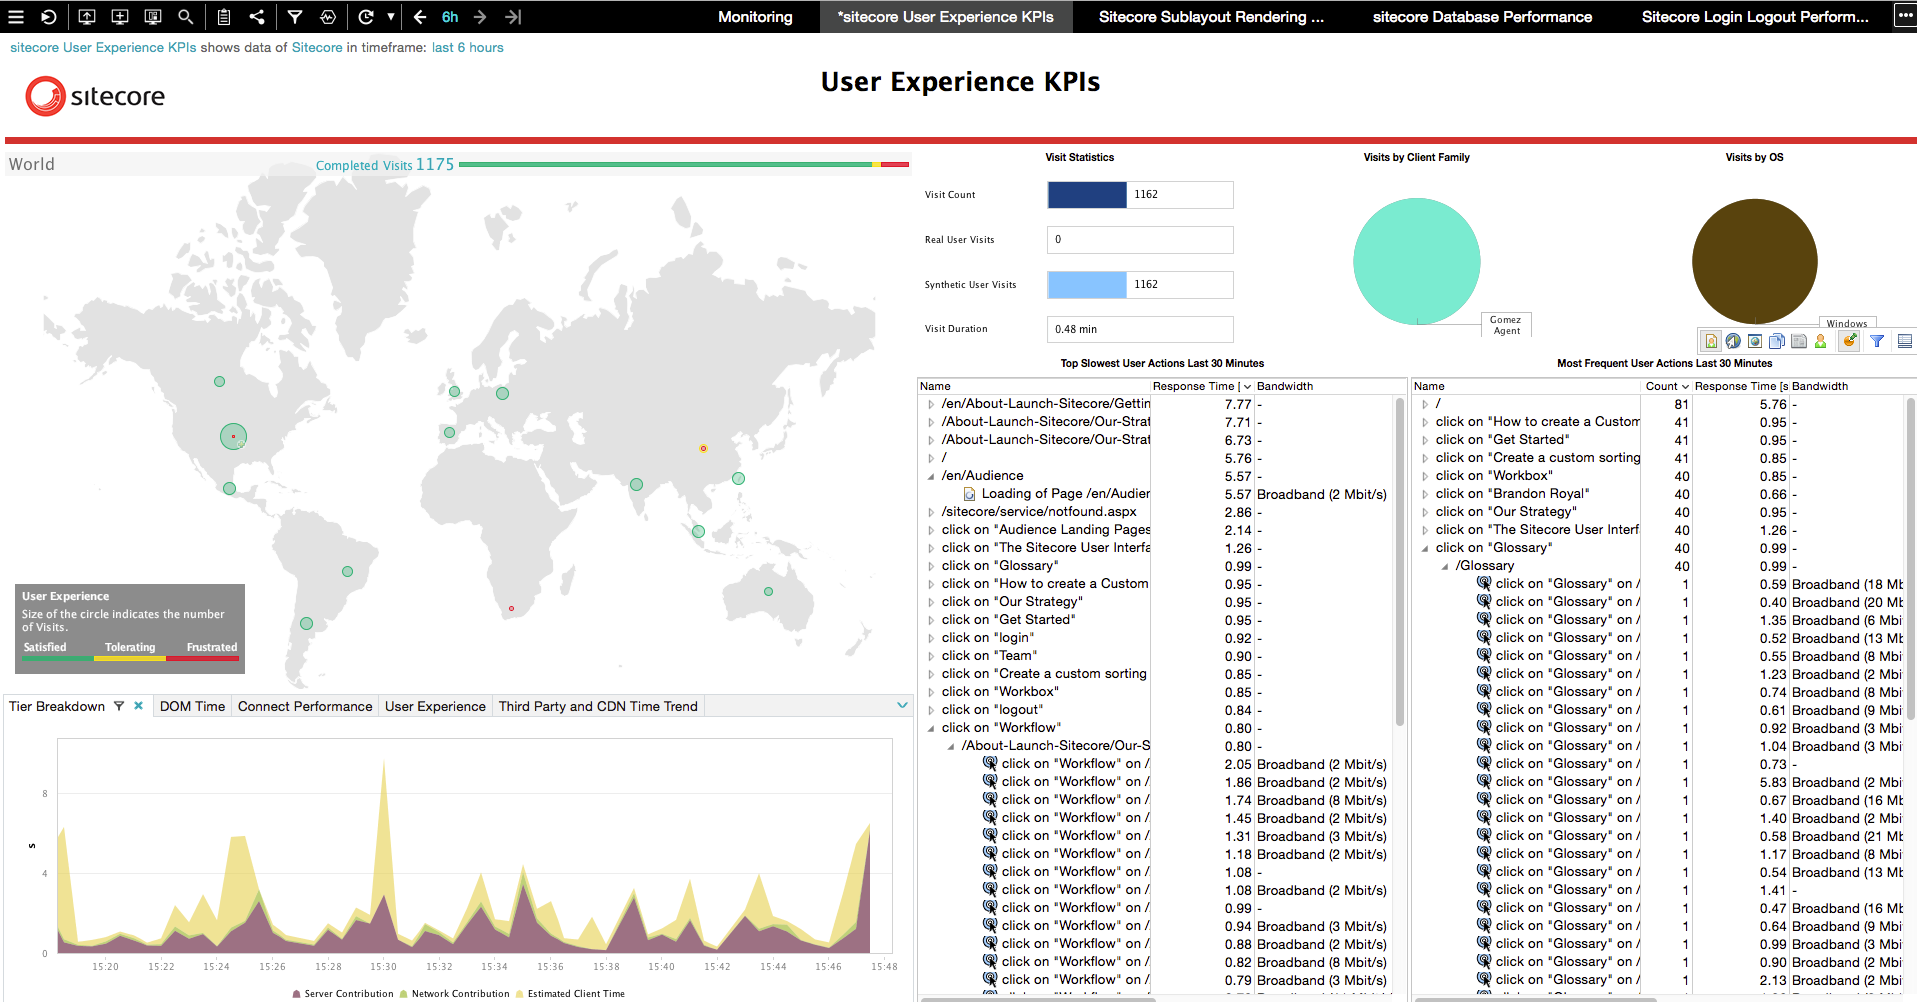 6h
Monitoring
*sitecore User Experience KPIs
Sitecore Sublayout Rendering ...
sitecore Database Performance
Sitecore Login Logout Perform...
sitecore User Experience KPIs shows data of Sitecore in timeframe: last 6 hours
sitecore
User Experience KPIs
World
Completed Visits 1175
User Experience
Size of the circle indicates the number
of Visits.
Satisfied Tolerating Frustrated
Visit Statistics
Visit Count 1162
Real User Visits 0
Synthetic User Visits 1162
Visit Duration 0.48 min
Visits by Client Family
Gomez
Agent
Visits by OS
Windows
Tier Breakdown
DOM Time
Connect Performance
User Experience
Third Party and CDN Time Trend
8
s
4
0
15:20 15:22 15:24 15:26 15:28 15:30 15:32 15:34 15:36 15:38 15:40 15:42 15:44 15:46 15:48
Server Contribution Network Contribution Estimated Client Time
Top Slowest User Actions Last 30 Minutes
Name Response Time [ Bandwidth
/en/About-Launch-Sitecore/Gettin 7.77 -
/About-Launch-Sitecore/Our-Strat 7.71 -
/About-Launch-Sitecore/Our-Strat 6.73 -
/ 5.76 -
/en/Audience 5.57 -
Loading of Page /en/Audier 5.57 Broadband (2 Mbit/s)
/sitecore/service/notfound.aspx 2.86 -
click on "Audience Landing Pages 2.14 -
click on "The Sitecore User Interfa 1.26 -
click on "Glossary" 0.99 -
click on "How to create a Custom 0.95 -
click on "Our Strategy" 0.95 -
click on "Get Started" 0.95 -
click on "login" 0.92 -
click on "Team" 0.90 -
click on "Create a custom sorting 0.85 -
click on "Workbox" 0.85 -
click on "logout" 0.84 -
click on "Workflow" 0.80 -
/About-Launch-Sitecore/Our-S 0.80 -
click on "Workflow" on / 2.05 Broadband (2 Mbit/s)
click on "Workflow" on / 1.86 Broadband (2 Mbit/s)
click on "Workflow" on / 1.74 Broadband (8 Mbit/s)
click on "Workflow" on / 1.45 Broadband (2 Mbit/s)
click on "Workflow" on / 1.31 Broadband (3 Mbit/s)
click on "Workflow" on / 1.18 Broadband (2 Mbit/s)
click on "Workflow" on / 1.08 -
click on "Workflow" on / 1.08 Broadband (2 Mbit/s)
click on "Workflow" on / 0.99 -
click on "Workflow" on / 0.94 Broadband (3 Mbit/s)
click on "Workflow" on / 0.88 Broadband (2 Mbit/s)
click on "Workflow" on / 0.82 Broadband (8 Mbit/s)
click on "Workflow" on / 0.79 Broadband (3 Mbit/s)
Most Frequent User Actions Last 30 Minutes
Name Count Response Time [s Bandwidth
/ 81 5.76 -
click on "How to create a Custom 41 0.95 -
click on "Get Started" 41 0.95 -
click on "Create a custom sorting 41 0.85 -
click on "Workbox" 40 0.85 -
click on "Brandon Royal" 40 0.66 -
click on "Our Strategy" 40 0.95 -
click on "The Sitecore User Interf 40 1.26 -
click on "Glossary" 40 0.99 -
/Glossary 40 0.99 -
click on "Glossary" on / 1 0.59 Broadband (18 Mb
click on "Glossary" on / 1 0.40 Broadband (20 Mb
click on "Glossary" on / 1 1.35 Broadband (6 Mbi
click on "Glossary" on / 1 0.52 Broadband (13 Mb
click on "Glossary" on / 1 0.55 Broadband (8 Mbi
click on "Glossary" on / 1 1.23 Broadband (2 Mbi
click on "Glossary" on / 1 0.74 Broadband (8 Mbi
click on "Glossary" on / 1 0.61 Broadband (9 Mbi
click on "Glossary" on / 1 0.92 Broadband (3 Mbi
click on "Glossary" on / 1 1.04 Broadband (3 Mbi
click on "Glossary" on / 1 0.73 -
click on "Glossary" on / 1 5.83 Broadband (2 Mbi
click on "Glossary" on / 1 0.67 Broadband (16 Mb
click on "Glossary" on / 1 1.40 Broadband (2 Mbi
click on "Glossary" on / 1 0.58 Broadband (21 Mb
click on "Glossary" on / 1 1.17 Broadband (8 Mbi
click on "Glossary" on / 1 0.54 Broadband (13 Mb
click on "Glossary" on / 1 1.41 -
click on "Glossary" on / 1 0.47 Broadband (16 Mb
click on "Glossary" on / 1 0.64 Broadband (9 Mbi
click on "Glossary" on / 1 0.99 Broadband (3 Mbi
click on "Glossary" on / 1 0.90 Broadband (2 Mbi
click on "Glossary" on / 1 2.13 Broadband (2 Mbi